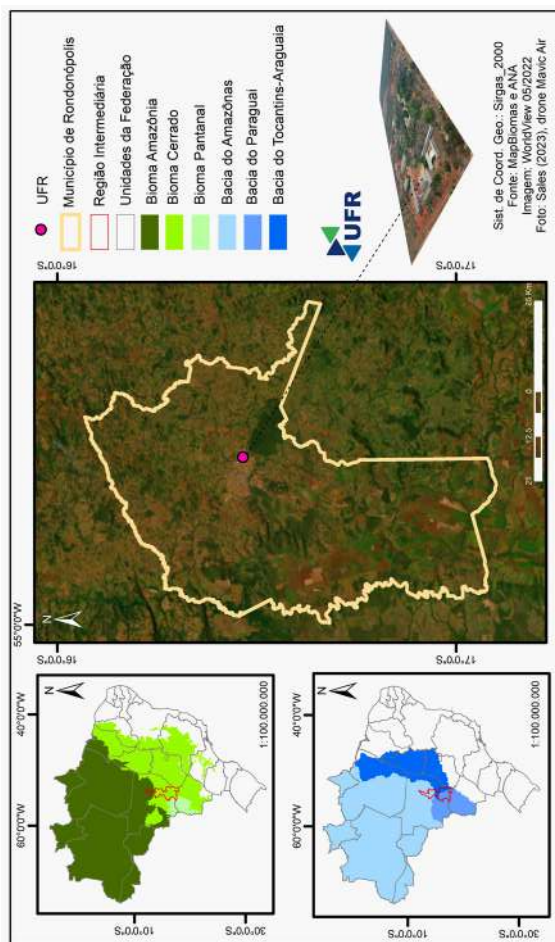 UFR
Município de Rondonópolis
Região Intermediária
Unidades da Federação
Bioma Amazônia
Bioma Cerrado
Bioma Pantanal
Bacia do Amazônas
Bacia do Paraguai
Bacia do Tocantins-Araguaia
UFR
Sist. de Coord. Geo.: Sirgas_2000
Fonte: MapBiomas e ANA
Imagem: WorldView 05/2022
Foto: Sales (2023), drone Mavic Air
55°0'0"W
N
16°0'0"S
16°0'0"S
17°0'0"S
17°0'0"S
25
12,5
0
25 Km
60°0'0"W
40°0'0"W
N
10°0'0"S
30°0'0"S
1:100.000.000
60°0'0"W
40°0'0"W
N
10°0'0"S
30°0'0"S
1:100.000.000